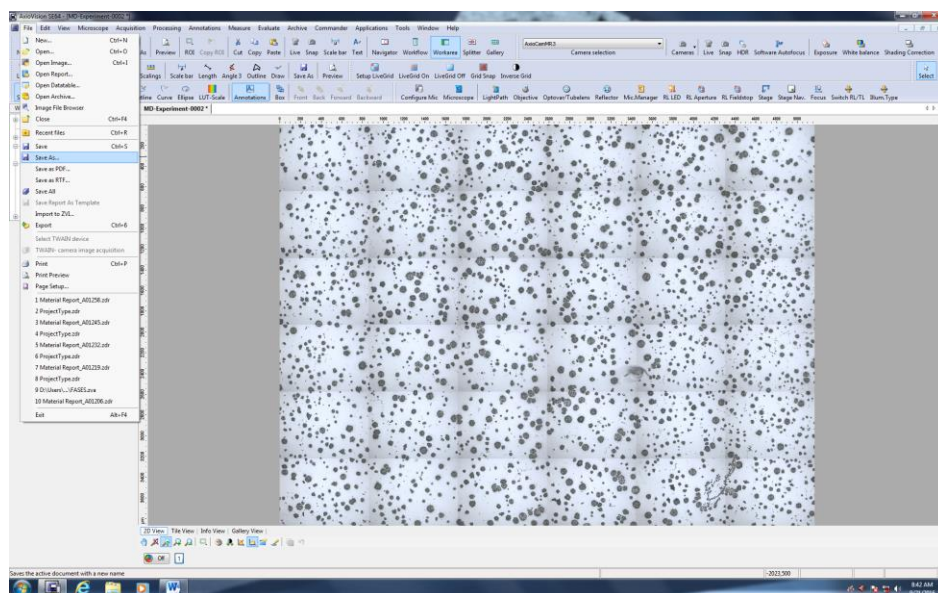 AxioVision SE64 - [MD-Experiment-0002 *]
File Edit View Microscope Acquisition Processing Annotations Measure Evaluate Archive Commander Applications Tools Window Help
New... Ctrl+N
Open... Ctrl+O
Open Image... Ctrl+I
Open Report...
Open Datatable...
Open Archive...
Image File Browser
Close Ctrl+F4
Recent files Ctrl+R
Save Ctrl+S
Save As...
Save as PDF...
Save as RTF...
Save All
Save Report As Template
Import to ZVI...
Export Ctrl+6
Select TWAIN device
TWAIN- camera image acquisition
Print Ctrl+P
Print Preview
Page Setup...
1 Material Report_A01258.zdr
2 ProjectType.zdr
3 Material Report_A01245.zdr
4 ProjectType.zdr
5 Material Report_A01232.zdr
6 ProjectType.zdr
7 Material Report_A01219.zdr
8 ProjectType.zdr
9 D:\Users\...\FASES.zva
10 Material Report_A01206.zdr
Exit Alt+F4
Preview ROI Copy ROI Cut Copy Paste Live Snap Scale bar Text Navigator Workflow Workarea Splitter Gallery
AxioCamMR3
Camera selection
Cameras Live Snap HDR Software Autofocus Exposure White balance Shading Correction
Scalings Scale bar Length Angle 3 Outline Draw Save As Preview Setup LiveGrid LiveGrid On LiveGrid Off Grid Snap Inverse Grid
Select
Curve Ellipse LUT-Scale Annotations Box Front Back Forward Backward Configure Mic Microscope LightPath Objective Optovar/Tubelens Reflector Mic.Manager RL LED RL Aperture RL Fieldstop Stage Stage Nav. Focus Switch RL/TL Illum.Type
MD-Experiment-0002 *
2D View Tile View Info View Gallery View
Off 1
Saves the active document with a new name
8:42 AM